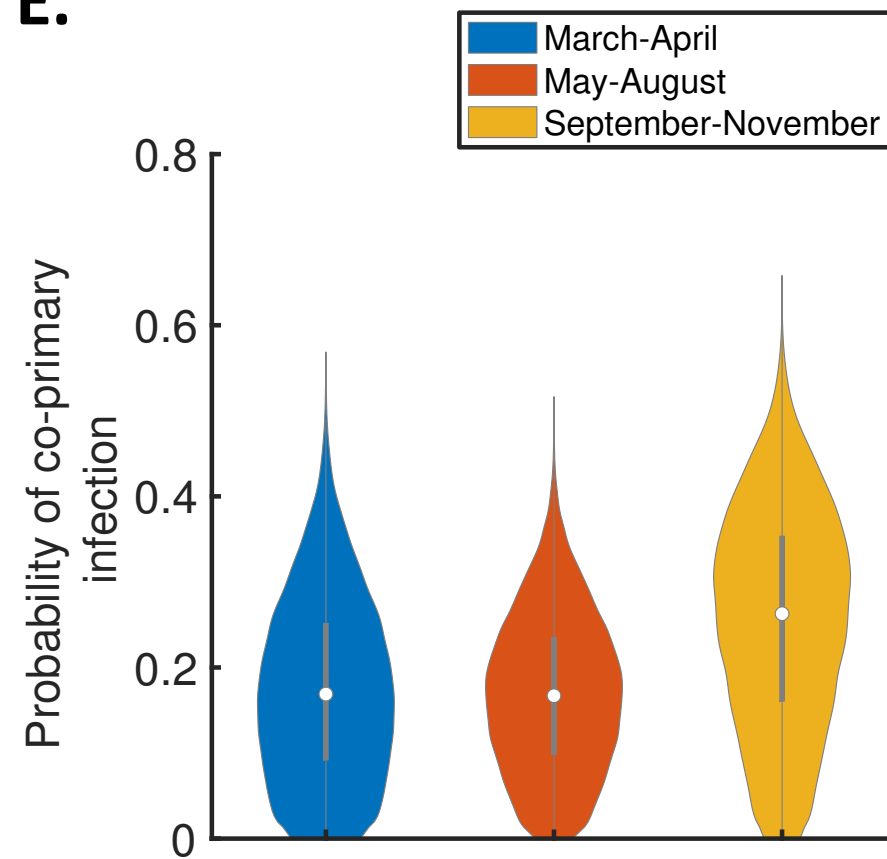 E.
March-April
May-August
September-November
0.8
0.6
0.4
0.2
0
Probability of co-primary
infection